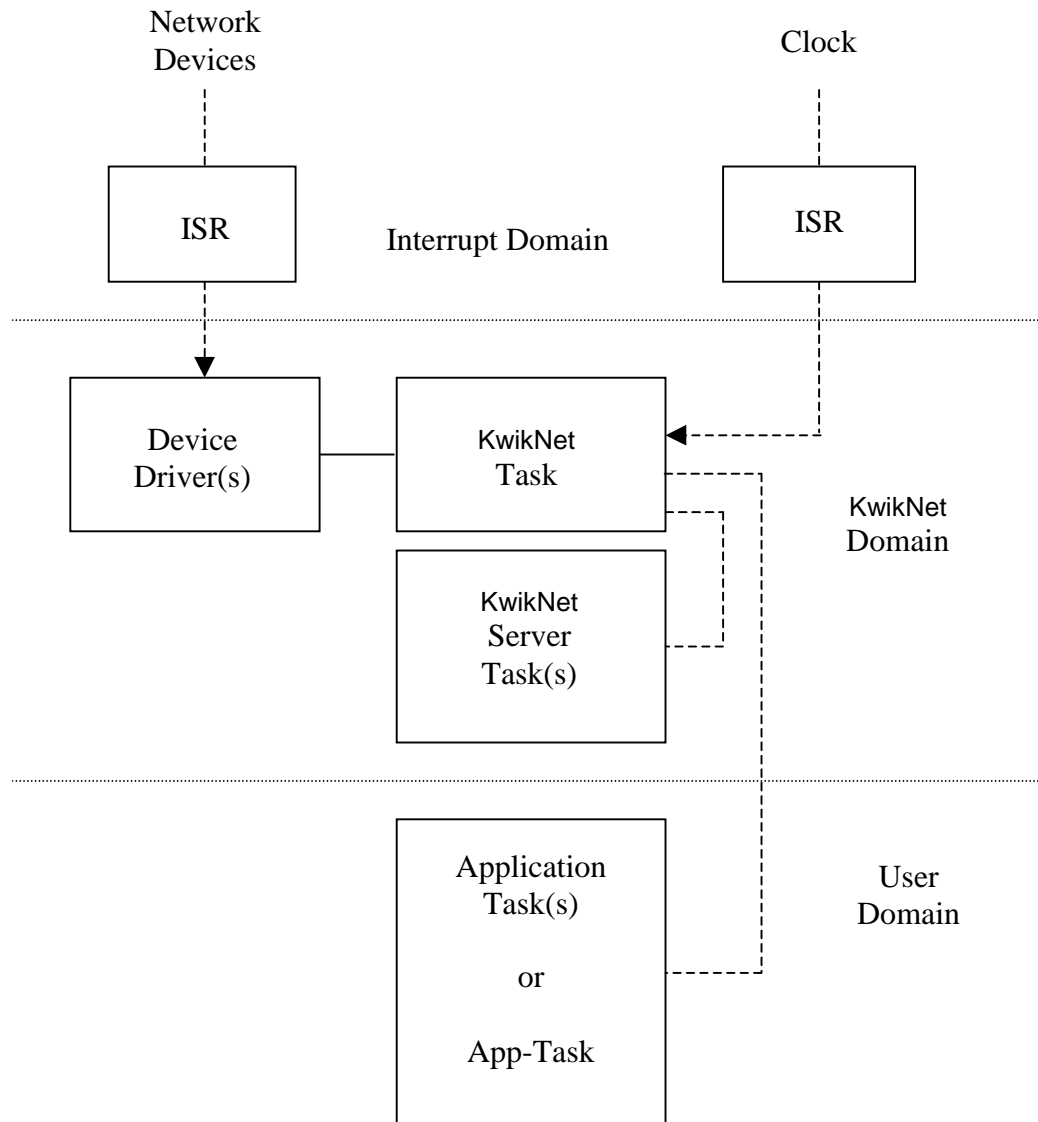 Network
Devices
Clock
ISR
Interrupt Domain
ISR
Device
Driver(s)
KwikNet
Task
KwikNet
Domain
KwikNet
Server
Task(s)
Application
Task(s)
or
App-Task
User
Domain